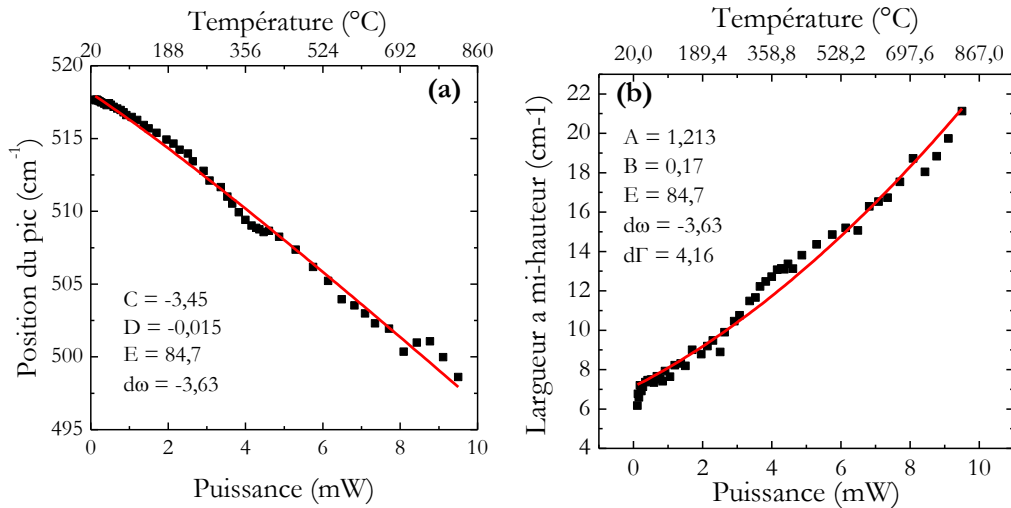 Température (°C)
20 188 356 524 692 860
520
515
510
505
500
495
Position du pic (cm-1)
(a)
C = -3,45
D = -0,015
E = 84,7
dω = -3,63
0 2 4 6 8 10
Puissance (mW)
Température (°C)
20,0 189,4 358,8 528,2 697,6 867,0
22
20
18
16
14
12
10
8
6
4
Largueur a mi-hauteur (cm-1)
(b)
A = 1,213
B = 0,17
E = 84,7
dω = -3,63
dΓ = 4,16
0 2 4 6 8 10
Puissance (mW)